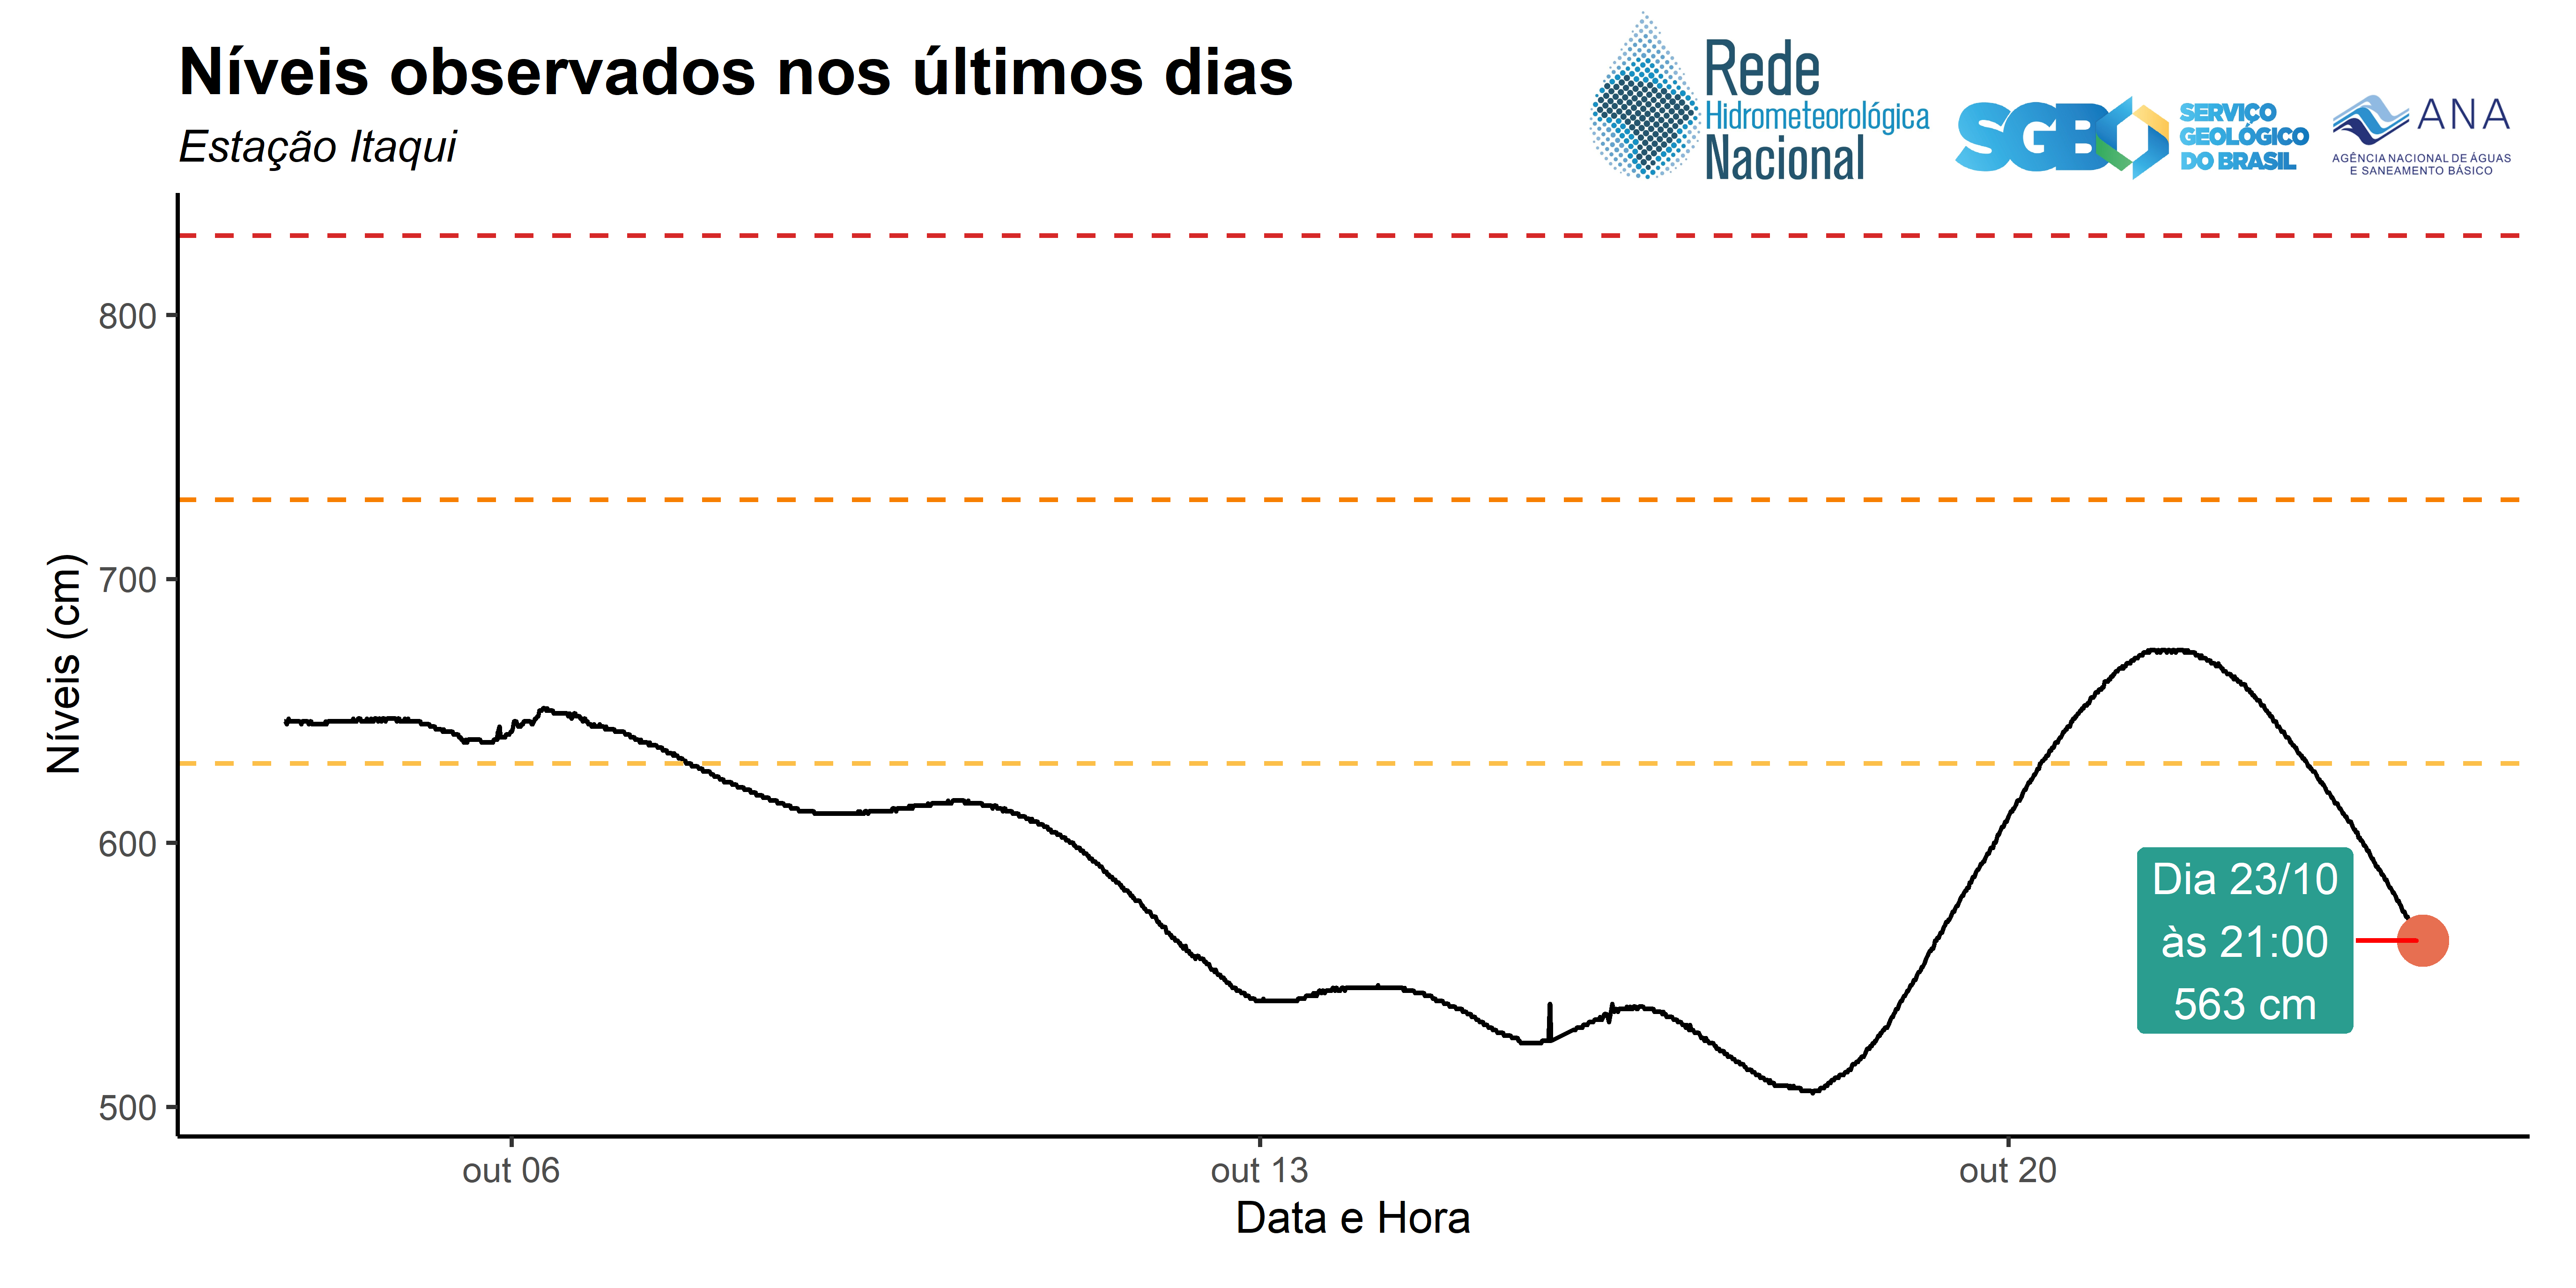 Níveis observados nos últimos dias
Estação Itaqui
Rede
Hidrometeorológica
Nacional
SGB
SERVIÇO
GEOLÓGICO
DO BRASIL
ANA
AGÊNCIA NACIONAL DE ÁGUAS
E SANEAMENTO BÁSICO
Níveis (cm)
800
700
600
500
Dia 23/10
às 21:00
563 cm
out 06
out 13
out 20
Data e Hora